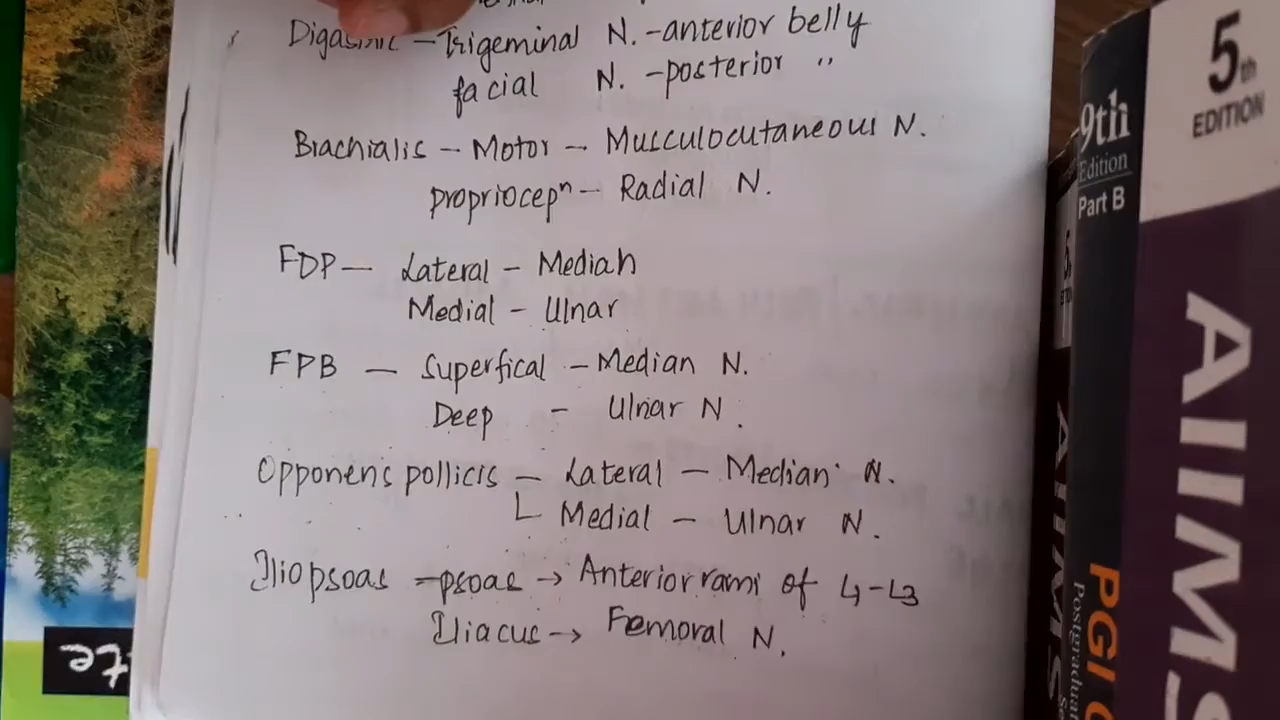 Digastric - Trigeminal N. - anterior belly
facial N. - posterior "
Brachialis - Motor - Musculocutaneous N.
propriocepⁿ - Radial N.
FDP - Lateral - Median
Medial - Ulnar
FPB - Superfical - Median N.
Deep - Ulnar N.
Opponens pollicis - Lateral - Median N.
Medial - Ulnar N.
Iliopsoas - psoas → Anterior rami of L1-L3
Iliacus → Femoral N.
9th
Edition
Part B
PGI
5th
EDITION
AIIMS
AIIMS